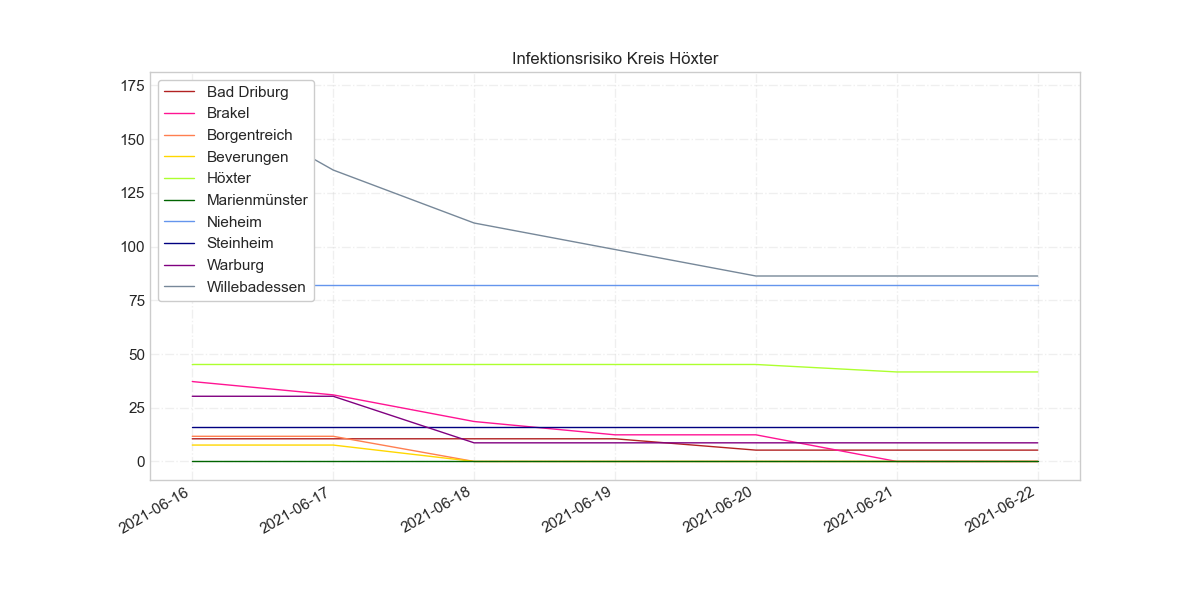 Infektionsrisiko Kreis Höxter
175
150
125
100
75
50
25
0
Bad Driburg
Brakel
Borgentreich
Beverungen
Höxter
Marienmünster
Nieheim
Steinheim
Warburg
Willebadessen
2021-06-16
2021-06-17
2021-06-18
2021-06-19
2021-06-20
2021-06-21
2021-06-22